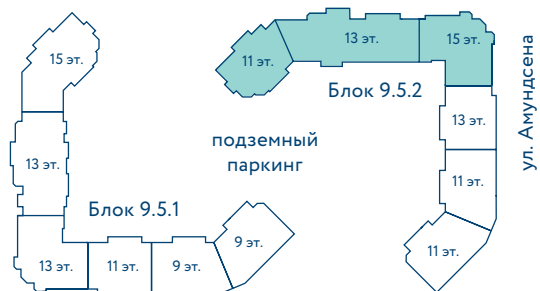 15 эт.
13 эт.
15 эт.
11 эт.
Блок 9.5.2
ул. Амундсена
13 эт.
подземный
паркинг
13 эт.
11 эт.
Блок 9.5.1
9 эт.
11 эт.
13 эт.
11 эт.
9 эт.